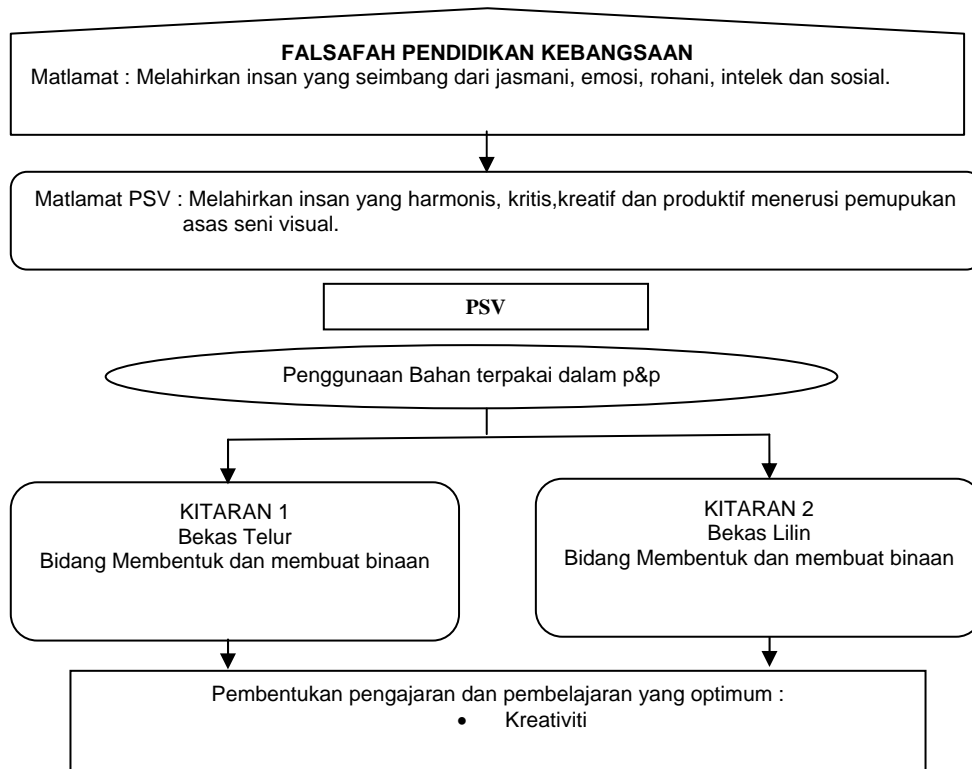 FALSAFAH PENDIDIKAN KEBANGSAAN
Matlamat : Melahirkan insan yang seimbang dari jasmani, emosi, rohani, intelek dan sosial.
Matlamat PSV : Melahirkan insan yang harmonis, kritis,kreatif dan produktif menerusi pemupukan
asas seni visual.
PSV
Penggunaan Bahan terpakai dalam p&p
KITARAN 1
Bekas Telur
Bidang Membentuk dan membuat binaan
KITARAN 2
Bekas Lilin
Bidang Membentuk dan membuat binaan
Pembentukan pengajaran dan pembelajaran yang optimum :
• Kreativiti